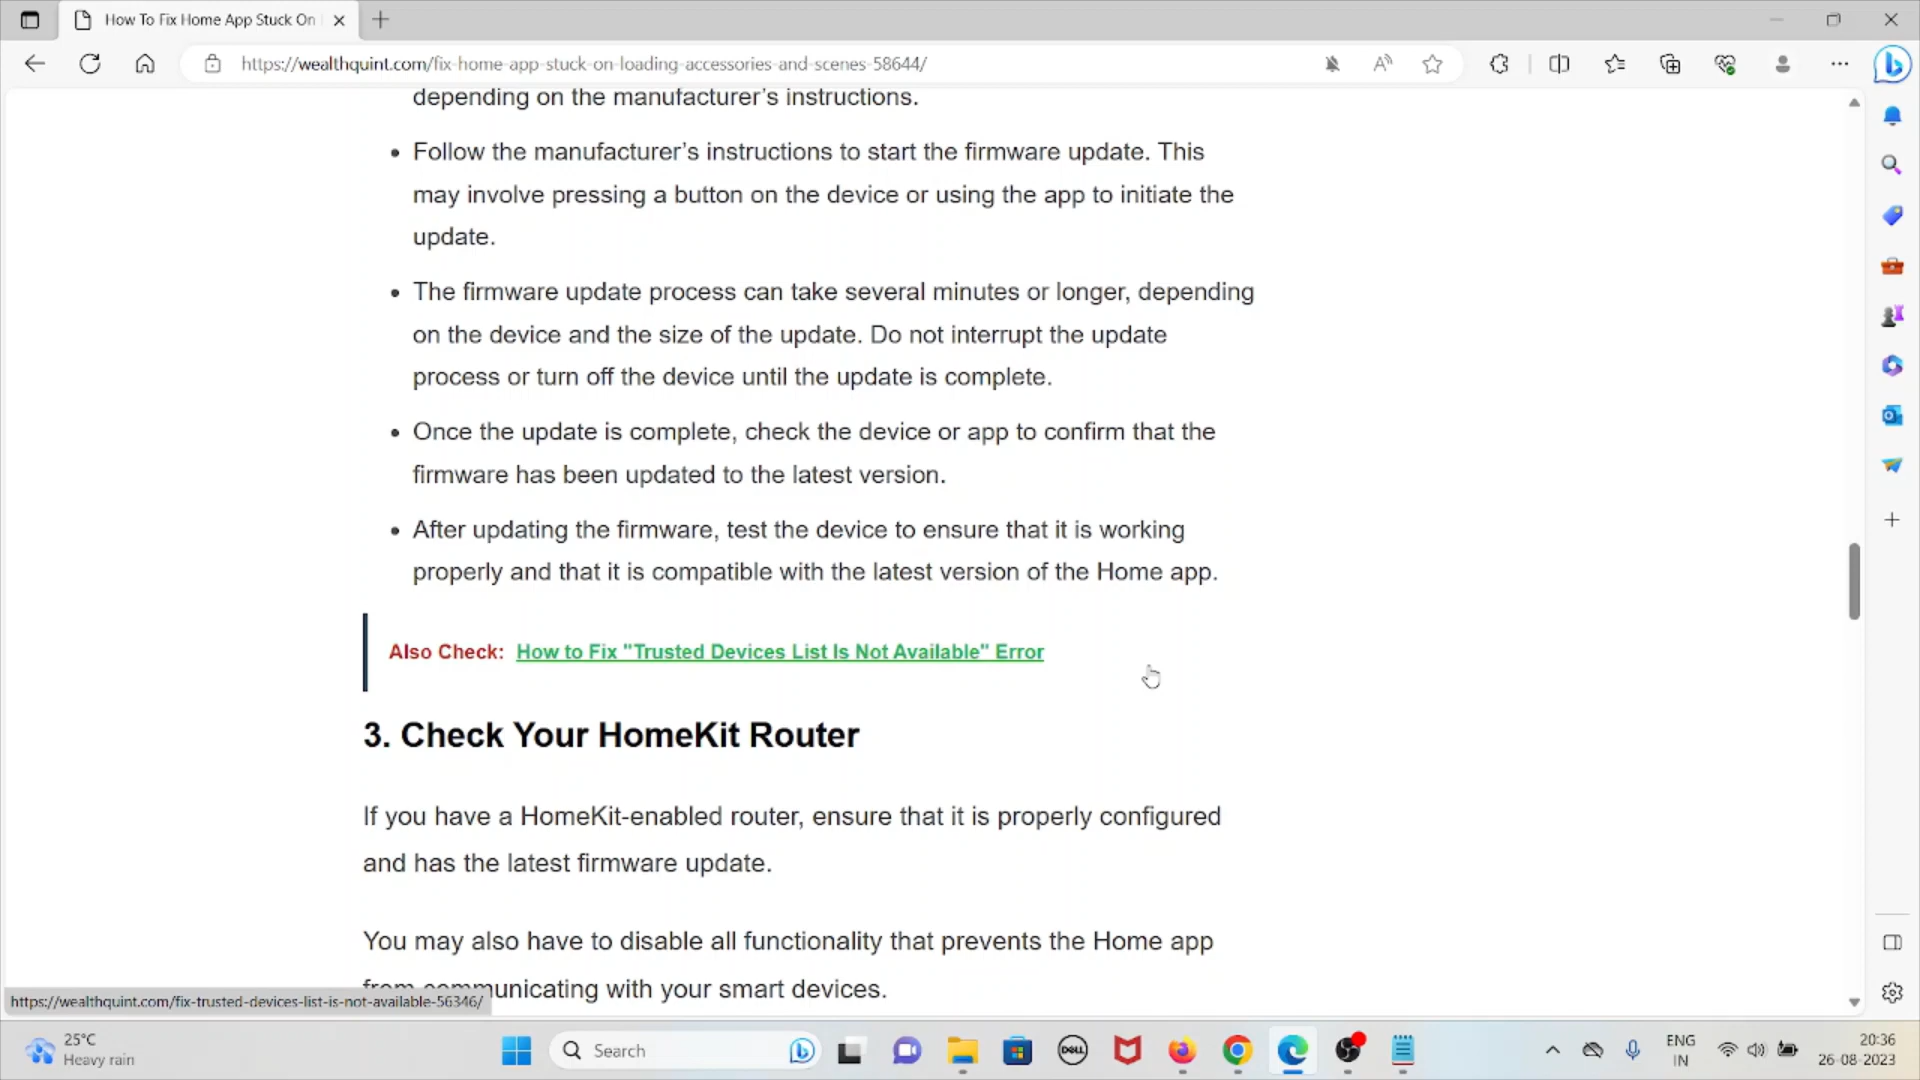 How To Fix Home App Stuck On
https://wealthquint.com/fix-home-app-stuck-on-loading-accessories-and-scenes-58644/
depending on the manufacturer's instructions.
• Follow the manufacturer's instructions to start the firmware update. This
may involve pressing a button on the device or using the app to initiate the
update.
• The firmware update process can take several minutes or longer, depending
on the device and the size of the update. Do not interrupt the update
process or turn off the device until the update is complete.
• Once the update is complete, check the device or app to confirm that the
firmware has been updated to the latest version.
• After updating the firmware, test the device to ensure that it is working
properly and that it is compatible with the latest version of the Home app.
Also Check: How to Fix "Trusted Devices List Is Not Available" Error
3. Check Your HomeKit Router
If you have a HomeKit-enabled router, ensure that it is properly configured
and has the latest firmware update.
You may also have to disable all functionality that prevents the Home app
from communicating with your smart devices.
https://wealthquint.com/fix-trusted-devices-list-is-not-available-56346/
25°C
Heavy rain
Search
DELL
ENG
IN
20:36
26-08-2023